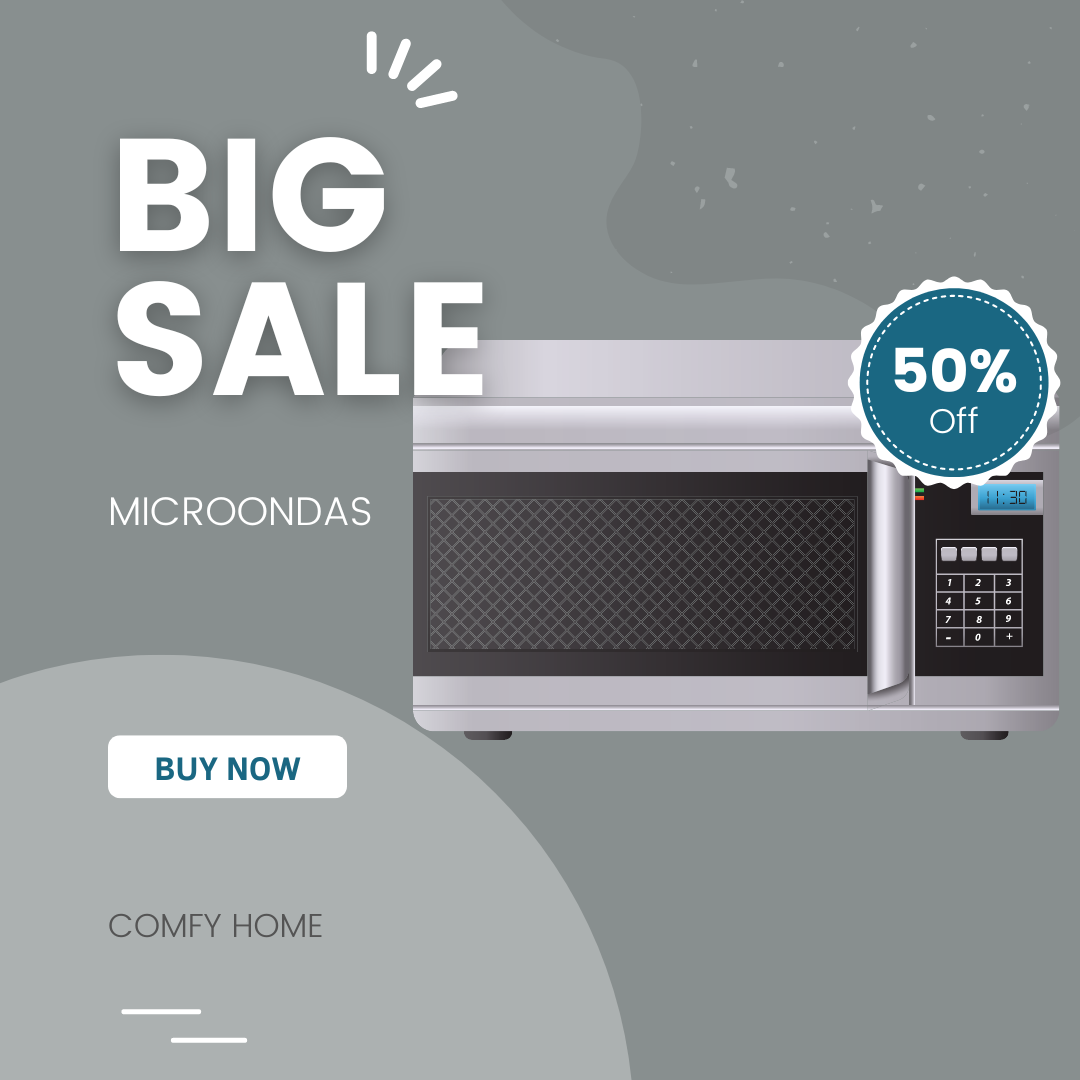 BIG
SALE
50%
Off
MICROONDAS
11:30
1 2 3
4 5 6
7 8 9
- 0 +
BUY NOW
COMFY HOME